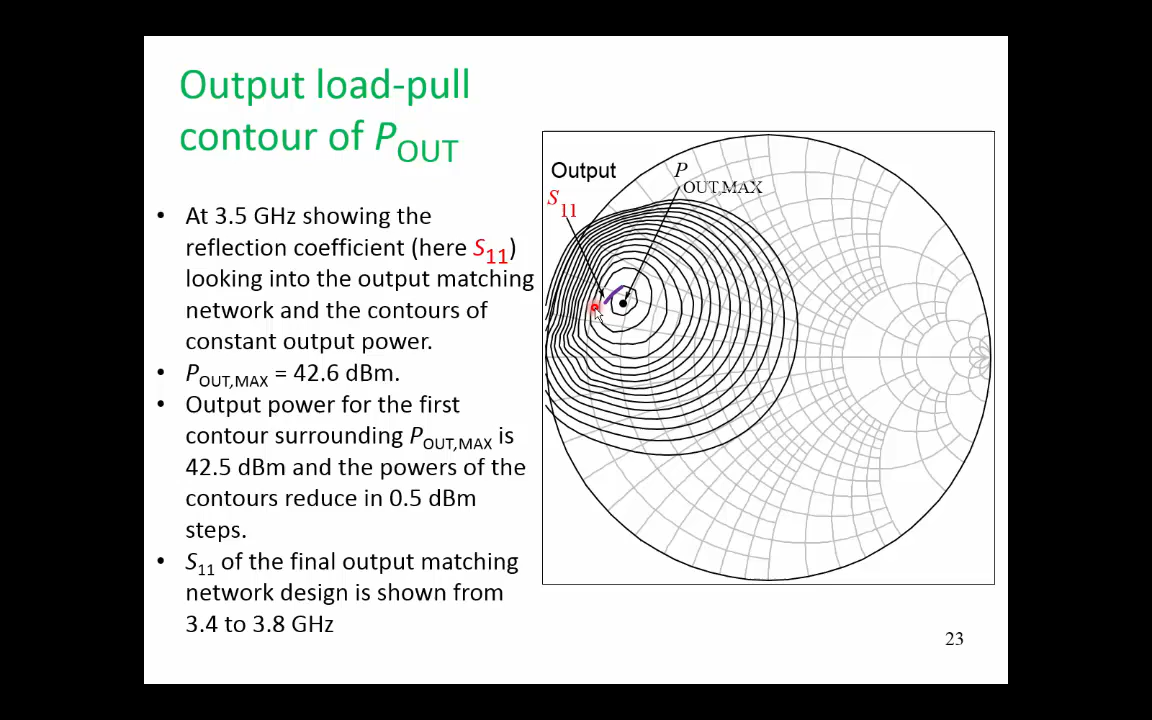 Output load-pull
contour of P_OUT
• At 3.5 GHz showing the
reflection coefficient (here S_11)
looking into the output matching
network and the contours of
constant output power.
• P_OUT,MAX = 42.6 dBm.
• Output power for the first
contour surrounding P_OUT,MAX is
42.5 dBm and the powers of the
contours reduce in 0.5 dBm
steps.
• S_11 of the final output matching
network design is shown from
3.4 to 3.8 GHz
Output
S_11
P_OUT,MAX
23